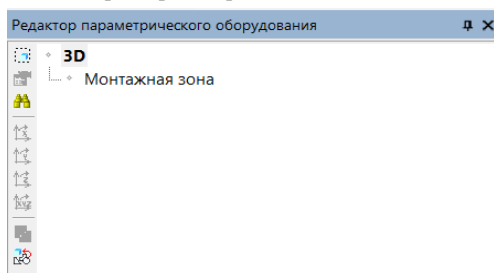 Редактор параметрического оборудования
3D
Монтажная зона